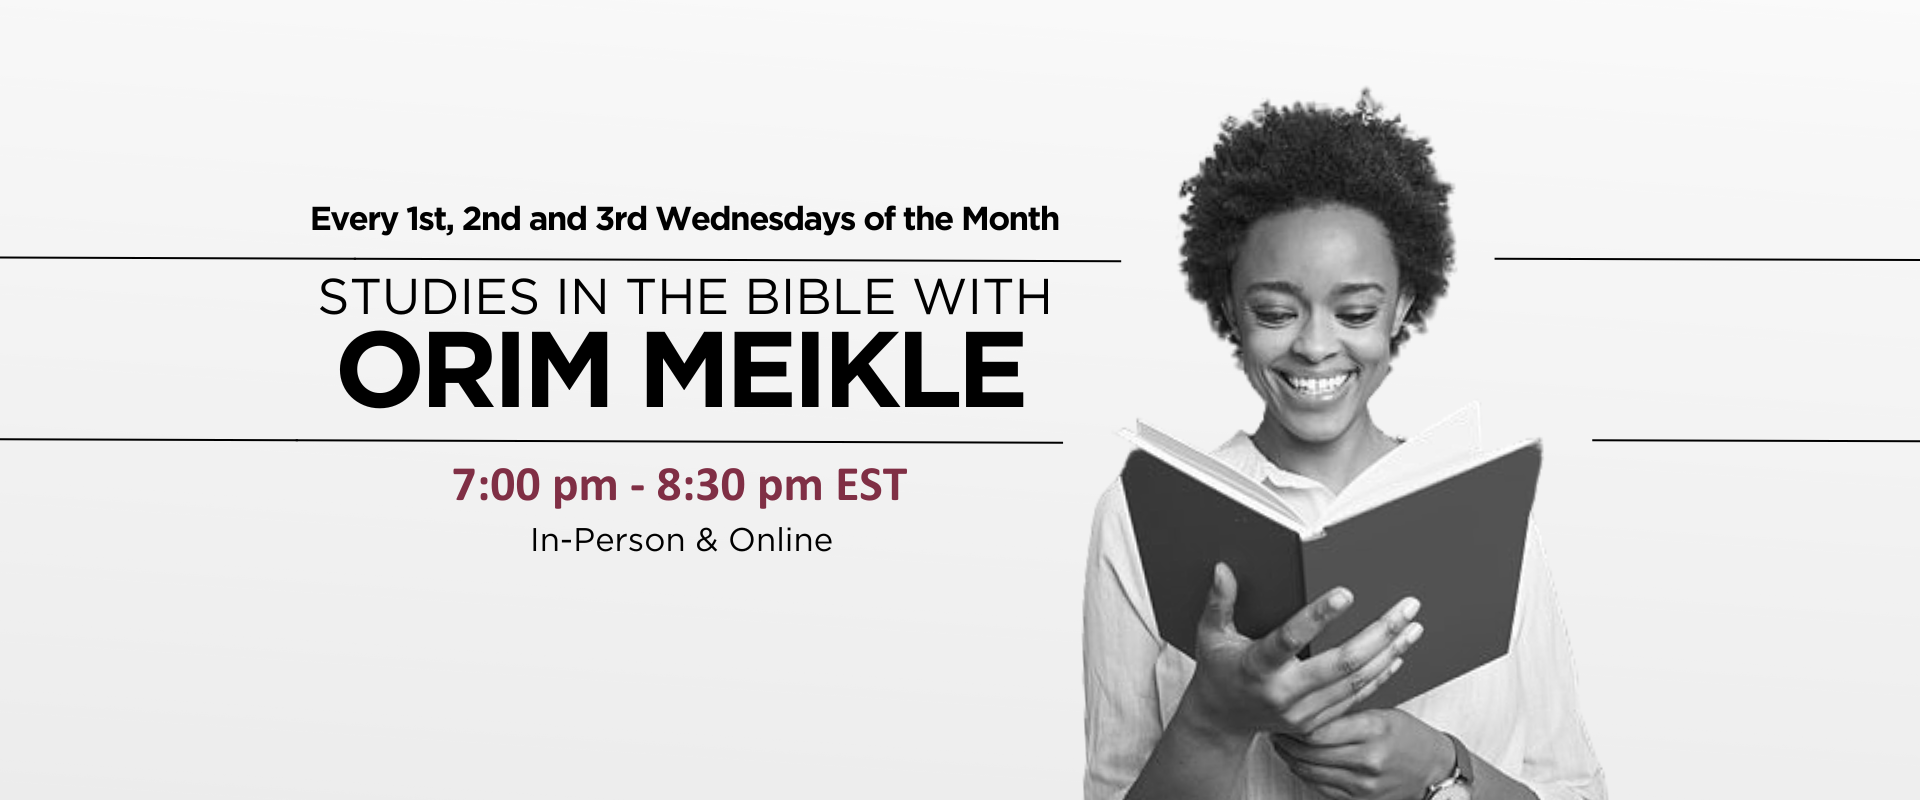 Every 1st, 2nd and 3rd Wednesdays of the Month
STUDIES IN THE BIBLE WITH
ORIM MEIKLE
7:00 pm - 8:30 pm EST
In-Person & Online